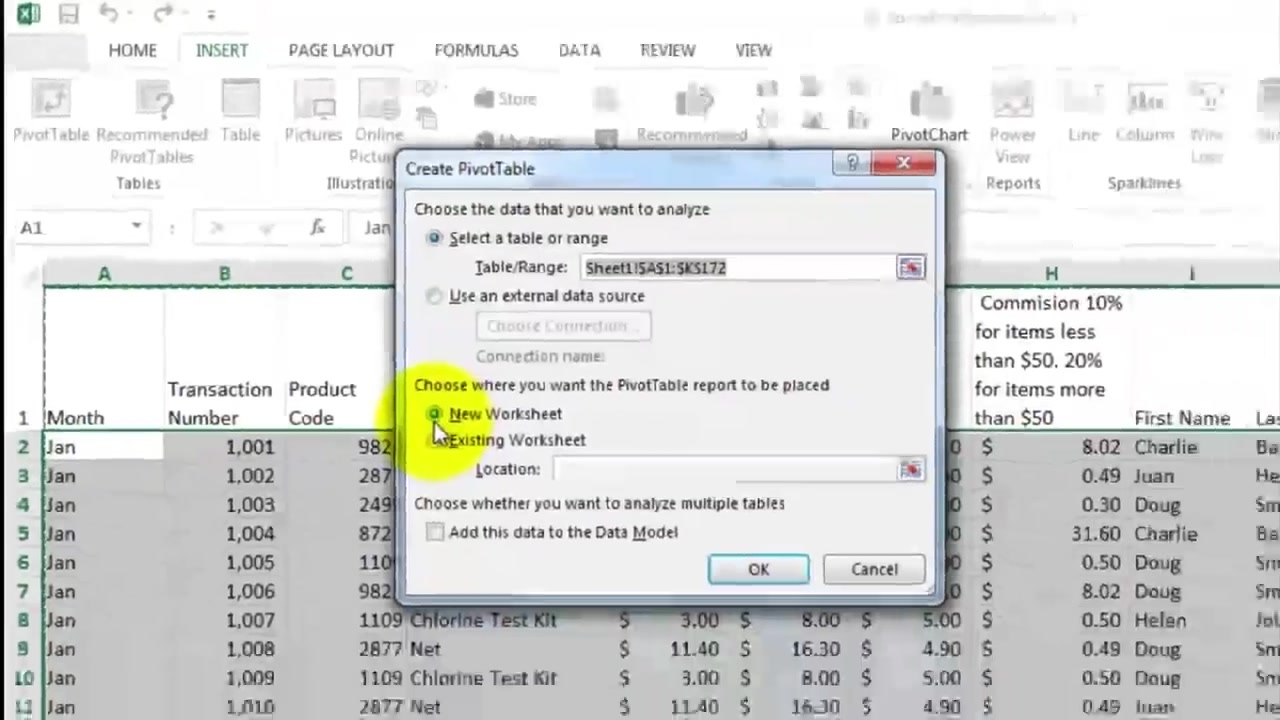 HOME INSERT PAGE LAYOUT FORMULAS DATA REVIEW VIEW
Store
PivotTable Recommended Table Pictures Online My Apps Recommended PivotChart Power Line Column
PivotTables View
Tables Reports Sparklines
A1 fx Jan
A B C H I
Create PivotTable
Choose the data that you want to analyze
Select a table or range
Table/Range: Sheet1!$A$1:$K$172
Use an external data source
Choose Connection...
Connection name:
Choose where you want the PivotTable report to be placed
New Worksheet
Existing Worksheet
Location:
Choose whether you want to analyze multiple tables
Add this data to the Data Model
OK Cancel
Commision 10%
for items less
than $50. 20%
Transaction Product for items more
1 Month Number Code than $50 First Name
2 Jan 1,001 982 0 $ 8.02 Charlie Ba
3 Jan 1,002 287 $ 0.49 Juan He
4 Jan 1,003 249 $ 0.30 Doug Sm
5 Jan 1,004 872 $ 31.60 Charlie Ba
6 Jan 1,005 110 $ 0.50 Doug Sm
7 Jan 1,006 982 $ 8.02 Doug Sm
8 Jan 1,007 1109 Chlorine Test Kit $ 3.00 $ 8.00 $ 5.00 $ 0.50 Helen
9 Jan 1,008 2877 Net $ 11.40 $ 16.30 $ 4.90 $ 0.49 Doug Sm
10 Jan 1,009 1109 Chlorine Test Kit $ 3.00 $ 8.00 $ 5.00 $ 0.50 Doug Sm
11 Jan 1,010 2877 Net $ 11.40 $ 16.30 $ 4.90 $ 0.49 Juan He